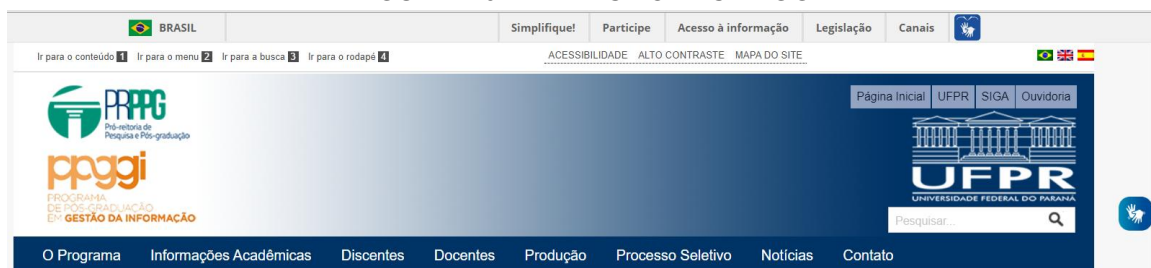 BRASIL Simplifique! Participe Acesso à informação Legislação Canais
Ir para o conteúdo 1 Ir para o menu 2 Ir para a busca 3 Ir para o rodapé 4 ACESSIBILIDADE ALTO CONTRASTE MAPA DO SITE
Página Inicial UFPR SIGA Ouvidoria
PRPPG
Pró-reitoria de
Pesquisa e Pós-graduação
ppggi
PROGRAMA
DE PÓS-GRADUAÇÃO
EM GESTÃO DA INFORMAÇÃO
UFPR
UNIVERSIDADE FEDERAL DO PARANÁ
Pesquisar...
O Programa Informações Acadêmicas Discentes Docentes Produção Processo Seletivo Notícias Contato